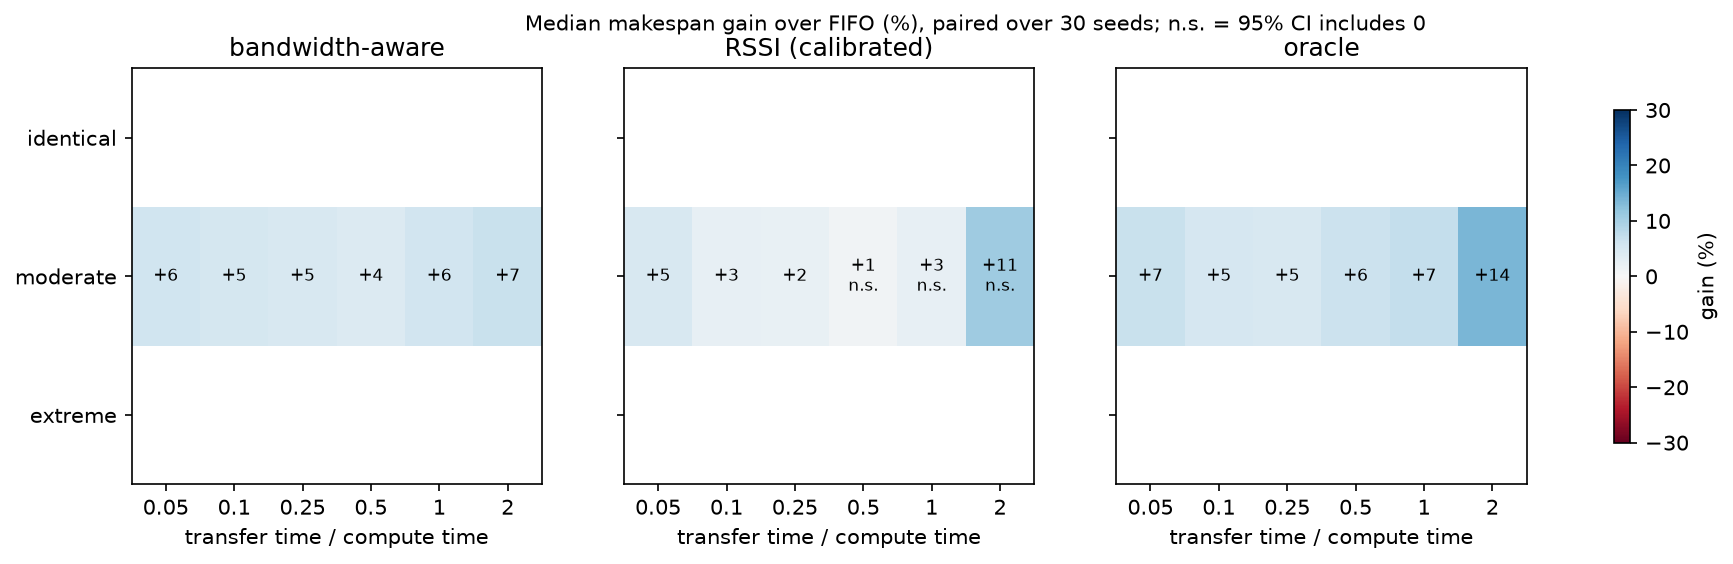 Median makespan gain over FIFO (%), paired over 30 seeds; n.s. = 95% CI includes 0
bandwidth-aware
RSSI (calibrated)
oracle
identical
moderate
extreme
+6 +5 +5 +4 +6 +7
+5 +3 +2 +1 n.s. +3 n.s. +11 n.s.
+7 +5 +5 +6 +7 +14
0.05 0.1 0.25 0.5 1 2
transfer time / compute time
0.05 0.1 0.25 0.5 1 2
transfer time / compute time
0.05 0.1 0.25 0.5 1 2
transfer time / compute time
30
20
10
0
−10
−20
−30
gain (%)